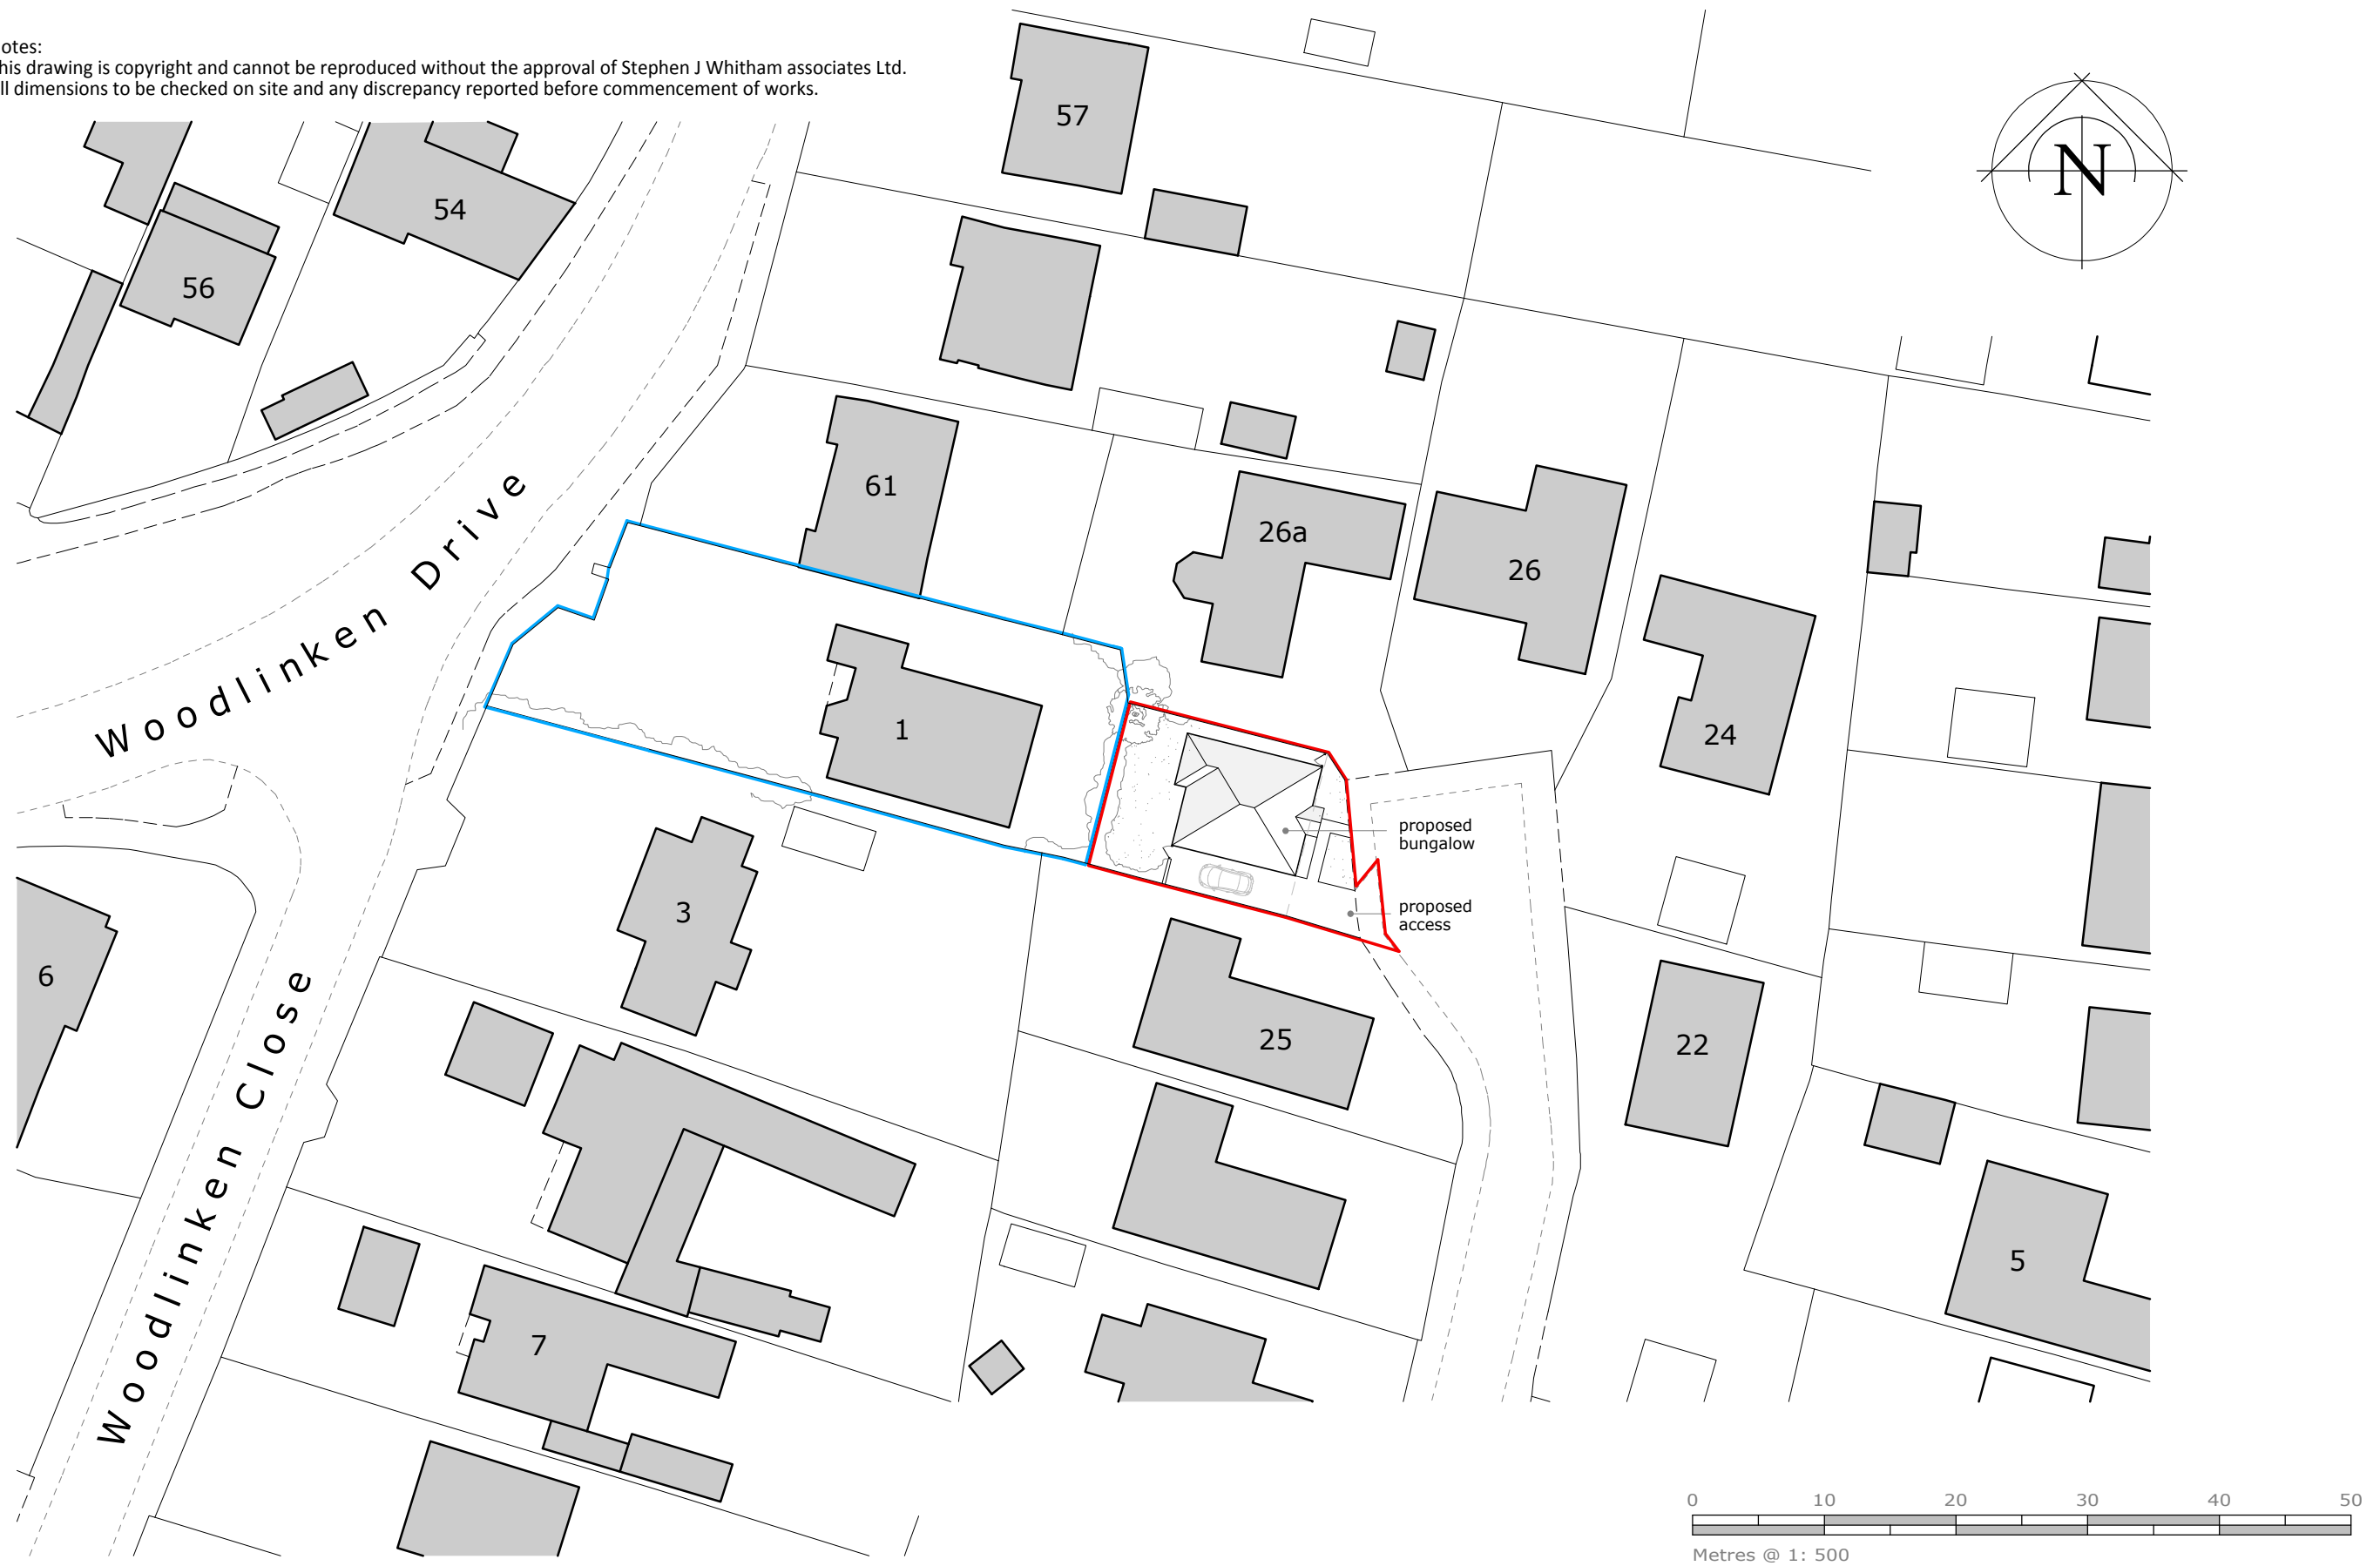 otes:
his drawing is copyright and cannot be reproduced without the approval of Stephen J Whitham associates Ltd.
ll dimensions to be checked on site and any discrepancy reported before commencement of works.
57
N
54
56
61
26a
26
24
Woodlinken Drive
1
proposed
bungalow
proposed
access
3
6
25
22
Woodlinken Close
5
7
0 10 20 30 40 50
Metres @ 1: 500